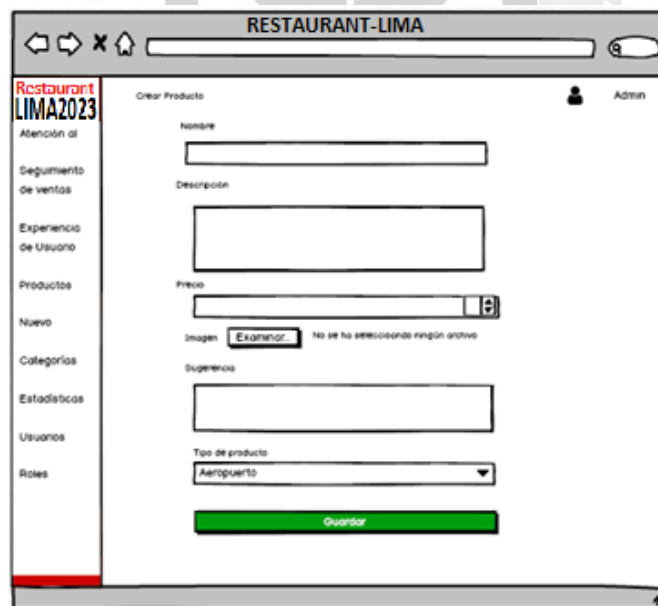 RESTAURANT-LIMA
Restaurant
LIMA2023
Crear Producto
Admin
Atención al
Seguimiento
de ventas
Experiencia
de Usuario
Productos
Nuevo
Categorías
Estadísticas
Usuarios
Roles
Nombre
Descripción
Precio
Imagen Examinar.. No se ha seleccioando ningún archivo
Sugerencia
Tipo de producto
Aeropuerto
Guardar